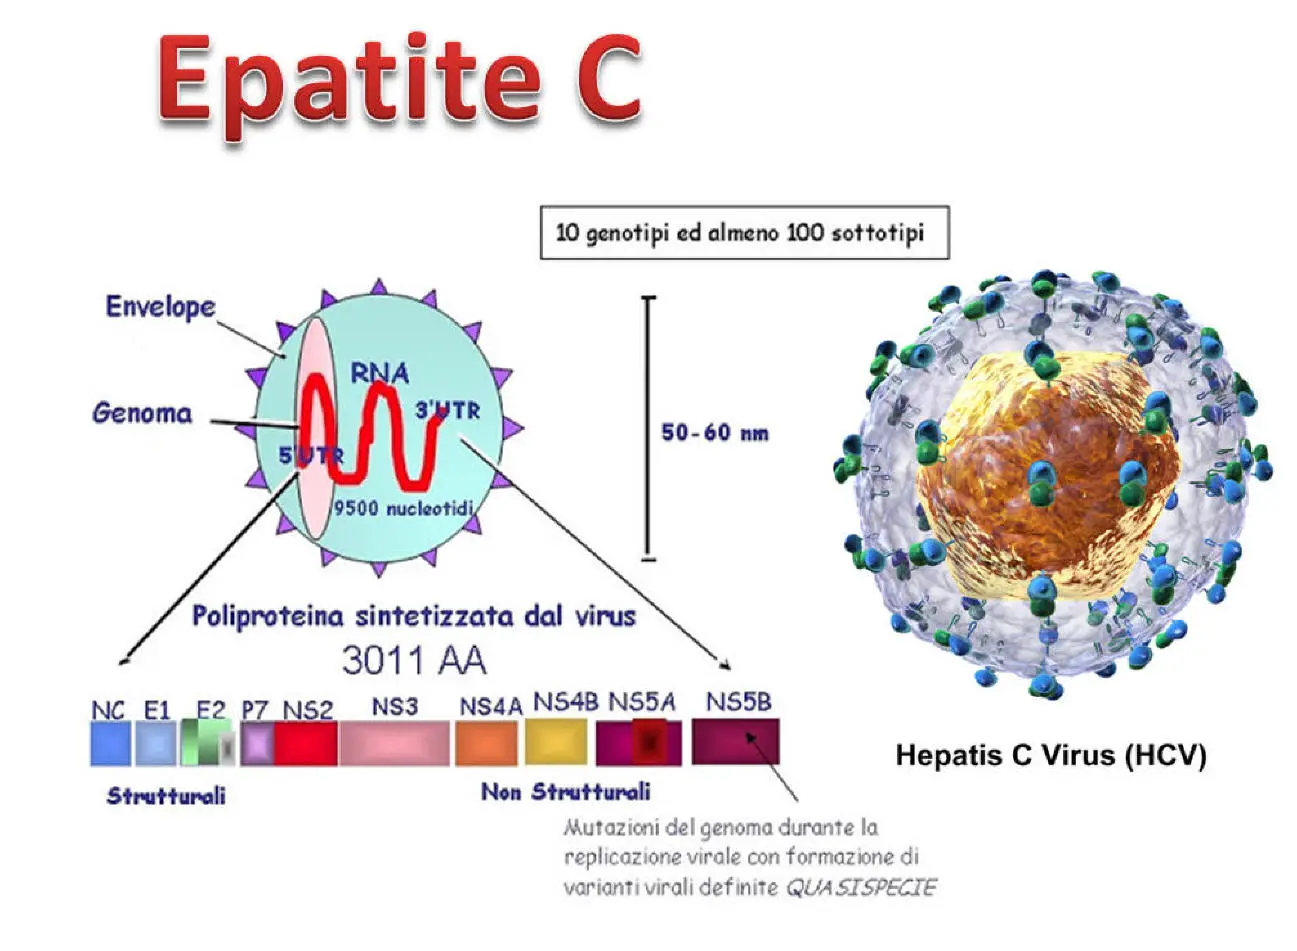 Epatite C
10 genotipi ed almeno 100 sottotipi
Envelope
RNA
Genoma
3'UTR
50-60 nm
5'UTR
9500 nucleotidi
Poliproteina sintetizzata dal virus
3011 AA
NC E1 E2 P7 NS2 NS3 NS4A NS4B NS5A NS5B
Hepatis C Virus (HCV)
Strutturali
Non Strutturali
Mutazioni del genoma durante la
replicazione virale con formazione di
varianti virali definite QUASISPECIE